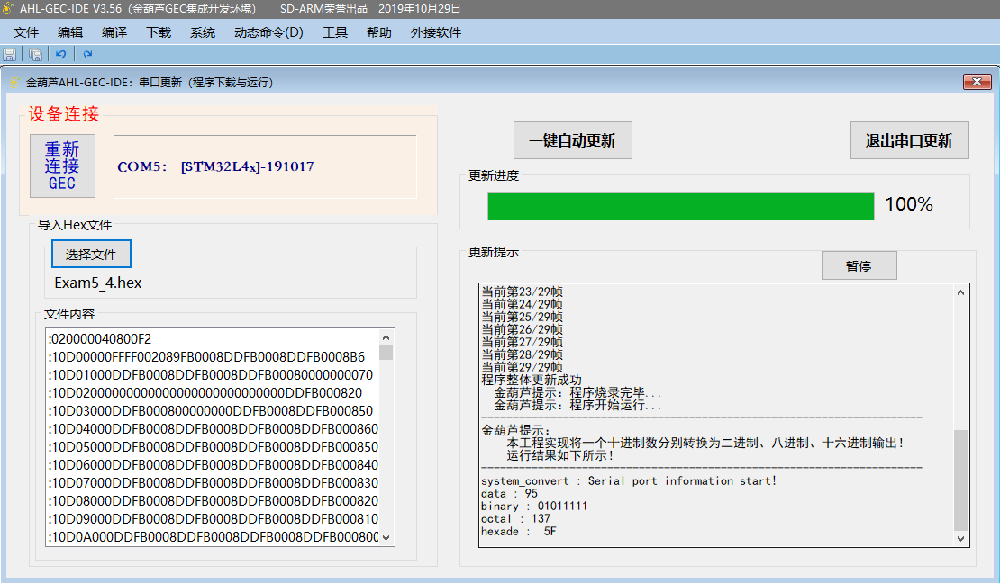 AHL-GEC-IDE V3.56（金葫芦GEC集成开发环境） SD-ARM荣誉出品 2019年10月29日
文件 编辑 编译 下载 系统 动态命令(D) 工具 帮助 外接软件
金葫芦AHL-GEC-IDE：串口更新（程序下载与运行）
设备连接
重新
连接
GEC
COM5： [STM32L4x]-191017
导入Hex文件
选择文件
Exam5_4.hex
文件内容
:020000040800F2
:10D00000FFFF002089FB0008DDFB0008DDFB0008B6
:10D01000DDFB0008DDFB0008DDFB00080000000070
:10D02000000000000000000000000000DDFB000820
:10D03000DDFB000800000000DDFB0008DDFB000850
:10D04000DDFB0008DDFB0008DDFB0008DDFB000860
:10D05000DDFB0008DDFB0008DDFB0008DDFB000850
:10D06000DDFB0008DDFB0008DDFB0008DDFB000840
:10D07000DDFB0008DDFB0008DDFB0008DDFB000830
:10D08000DDFB0008DDFB0008DDFB0008DDFB000820
:10D09000DDFB0008DDFB0008DDFB0008DDFB000810
:10D0A000DDFB0008DDFB0008DDFB0008DDFB000800
一键自动更新
退出串口更新
更新进度
100%
更新提示
暂停
当前第23/29帧
当前第24/29帧
当前第25/29帧
当前第26/29帧
当前第27/29帧
当前第28/29帧
当前第29/29帧
程序整体更新成功
金葫芦提示：程序烧录完毕...
金葫芦提示：程序开始运行...
金葫芦提示：
本工程实现将一个十进制数分别转换为二进制、八进制、十六进制输出！
运行结果如下所示！
system_convert : Serial port information start!
data : 95
binary : 01011111
octal : 137
hexade :  5F